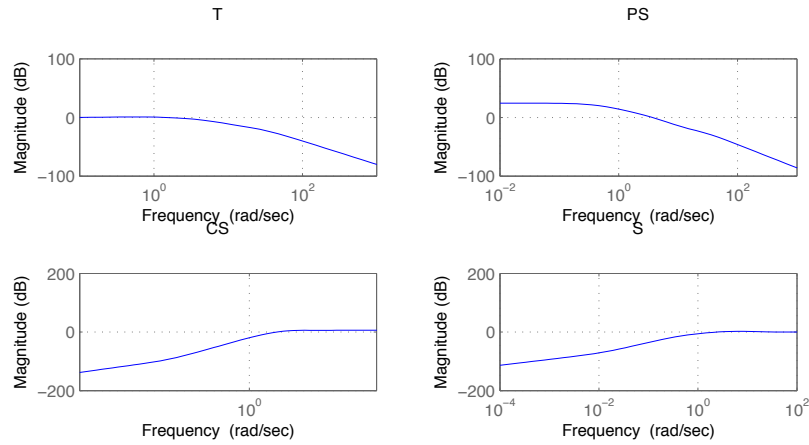 T
PS
100
0
−100
Magnitude (dB)
10^0
10^2
Frequency (rad/sec)
100
0
−100
Magnitude (dB)
10^−2
10^0
10^2
Frequency (rad/sec)
CS
S
200
0
−200
Magnitude (dB)
10^0
Frequency (rad/sec)
200
0
−200
Magnitude (dB)
10^−4
10^−2
10^0
10^2
Frequency (rad/sec)